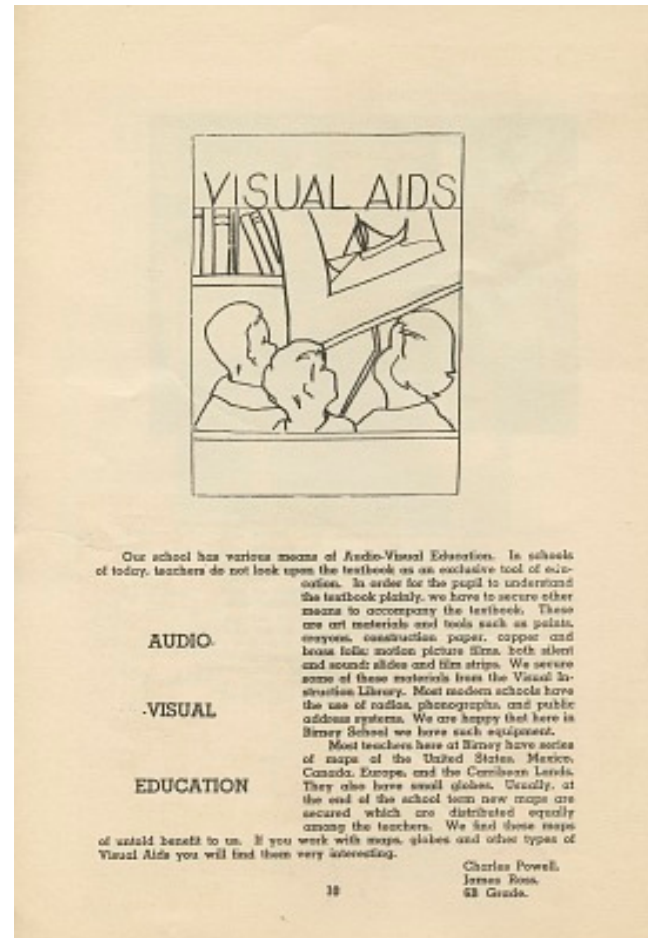 VISUAL AIDS
Our school has various means of Audio-Visual Education. In schools
of today, teachers do not look upon the textbook as an exclusive tool of edu-
cation. In order for the pupil to understand
the textbook plainly, we have to secure other
means to accompany the textbook. These
are art materials and tools such as paints,
crayons, construction paper, copper and
brass foils; motion picture films, both silent
and sound; slides and film strips. We secure
some of these materials from the Visual In-
struction Library. Most modern schools have
the use of radios, phonographs, and public
address systems. We are happy that here in
Birney School we have such equipment.
Most teachers here at Birney have series
of maps of the United States, Mexico,
Canada, Europe, and the Carribean Lands.
They also have small globes. Usually, at
the end of the school term new maps are
secured which are distributed equally
among the teachers. We find these maps
of untold benefit to us. If you work with maps, globes and other types of
Visual Aids you will find them very interesting.
AUDIO-
-VISUAL
EDUCATION
Charles Powell,
James Ross,
6B Grade.
10